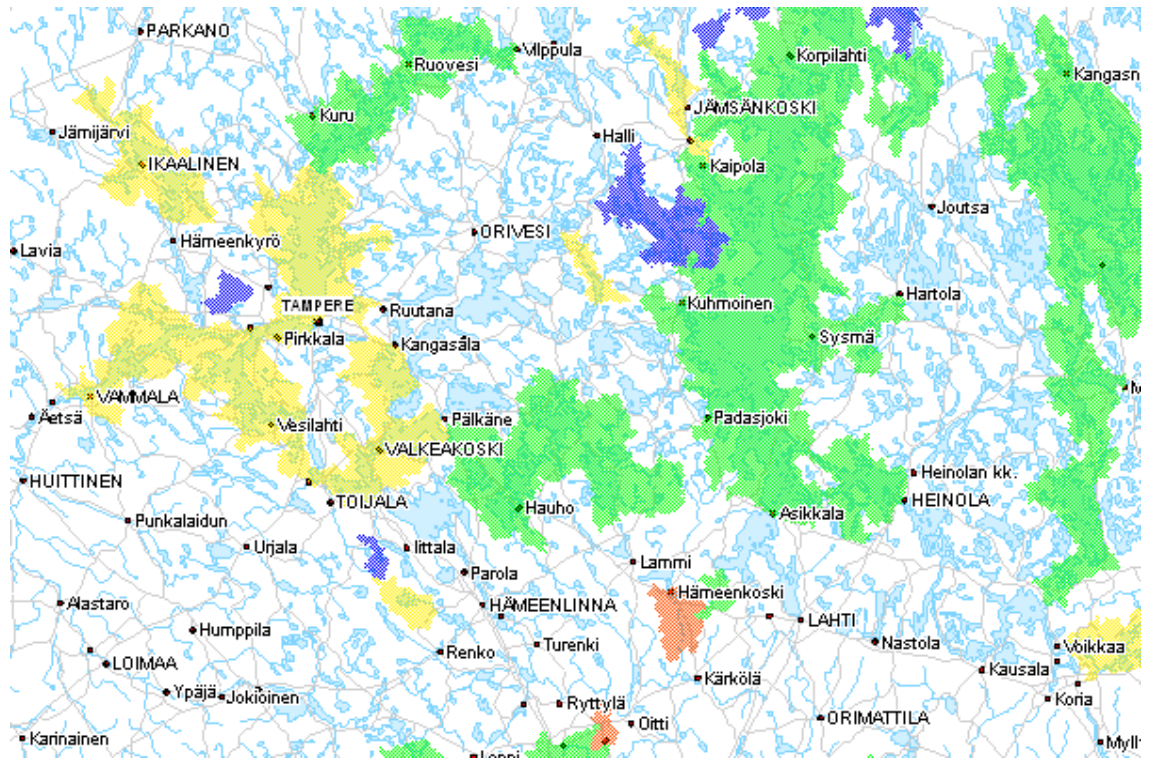 PARKANO
Vilppula
Korpilahti
Ruovesi
Kangasn
JÄMSÄNKOSKI
Kuru
Jämijärvi
Halli
IKAALINEN
Kaipola
Joutsa
ORIVESI
Hämeenkyrö
Lavia
Hartola
TAMPERE
Kuhmoinen
Ruutana
Pirkkala
Kangasala
Sysmä
VAMMALA
Äetsä
Pälkäne
Padasjoki
Vesilahti
VALKEAKOSKI
Heinolan kk.
HUITTINEN
HEINOLA
TOIJALA
Hauho
Asikkala
Punkalaidun
Urjala
Iittala
Lammi
Parola
Hämeenkoski
Alastaro
HÄMEENLINNA
LAHTI
Humppila
Nastola
Turenki
Voikkaa
Renko
LOIMAA
Kausala
Kärkölä
Ypäjä
Jokioinen
Koria
Ryttylä
ORIMATTILA
Oitti
Karinainen
Myllt